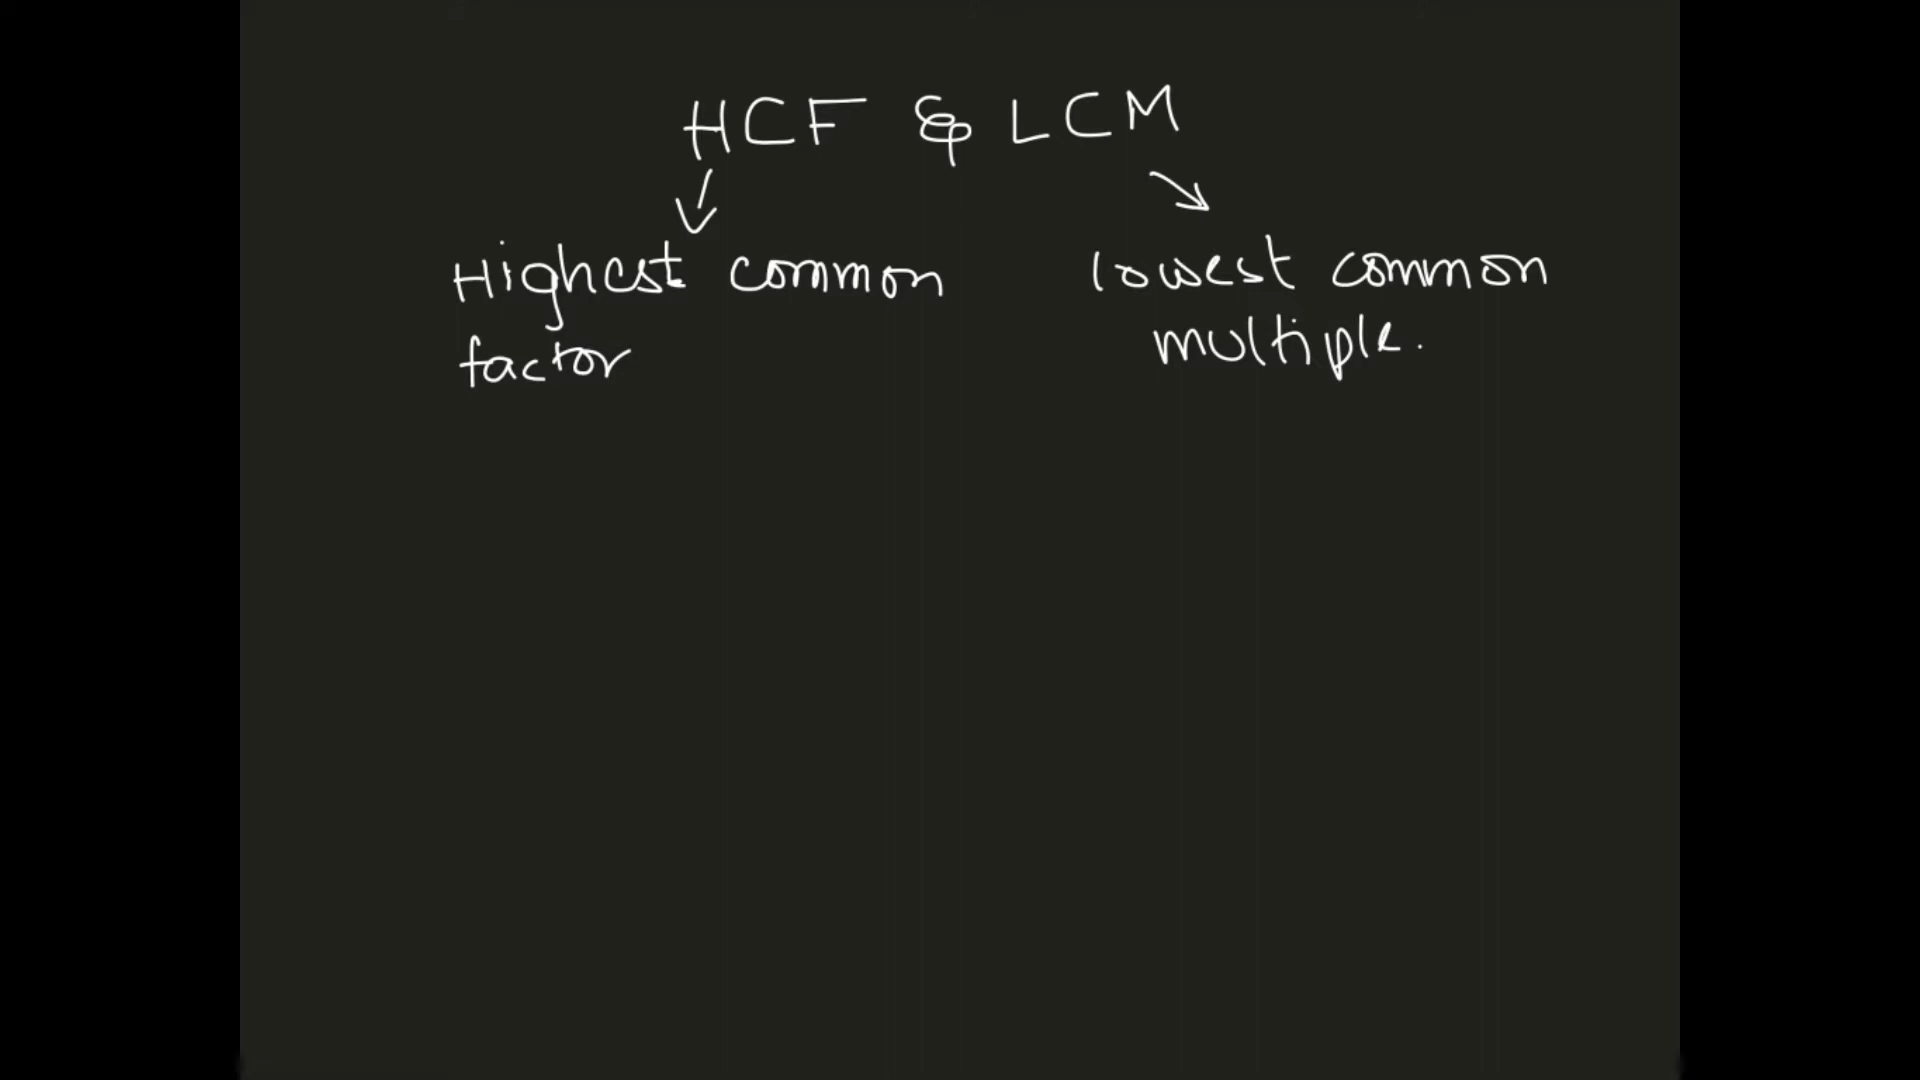 HCF & LCM
Highest common
factor
lowest common
multiple.